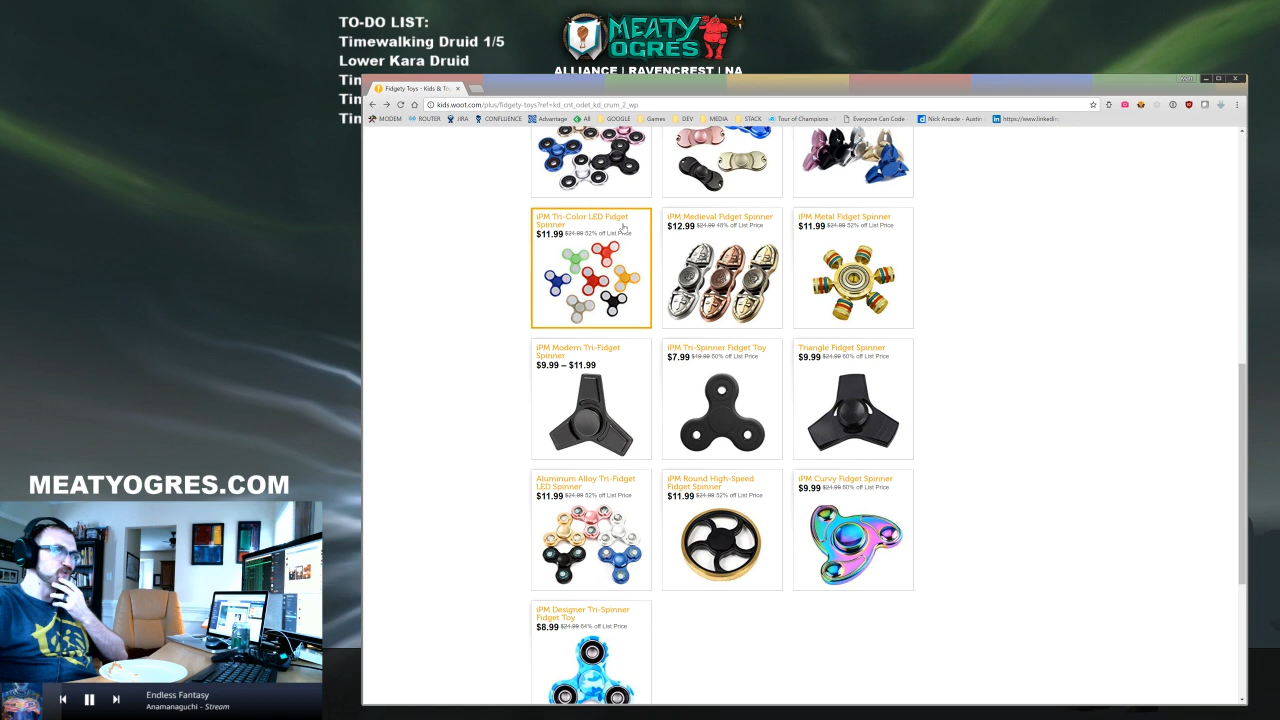 TO-DO LIST:
Timewalking Druid 1/5
Lower Kara Druid
Tim
Tim
Tim
MEATY
OGRES
ALLIANCE | RAVENCREST | NA
Fidgety Toys - Kids & To
kids.woot.com/plus/fidgety-toys?ref=kd_cnt_odet_kd_crum_2_wp
MODEM ROUTER JIRA CONFLUENCE Advantage All GOOGLE Games DEV MEDIA STACK Tour of Champions - Everyone Can Code - Nick Arcade - Austin https://www.linkedin
iPM Tri-Color LED Fidget
Spinner
$11.99 $24.99 52% off List Price
iPM Medieval Fidget Spinner
$12.99 $24.99 48% off List Price
iPM Metal Fidget Spinner
$11.99 $24.99 52% off List Price
iPM Modern Tri-Fidget
Spinner
$9.99 – $11.99
iPM Tri-Spinner Fidget Toy
$7.99 $19.99 60% off List Price
Triangle Fidget Spinner
$9.99 $24.99 60% off List Price
Aluminum Alloy Tri-Fidget
LED Spinner
$11.99 $24.99 52% off List Price
iPM Round High-Speed
Fidget Spinner
$11.99 $24.99 52% off List Price
iPM Curvy Fidget Spinner
$9.99 $24.99 60% off List Price
iPM Designer Tri-Spinner
Fidget Toy
$8.99 $24.99 64% off List Price
MEATYOGRES.COM
Endless Fantasy
Anamanaguchi - Stream